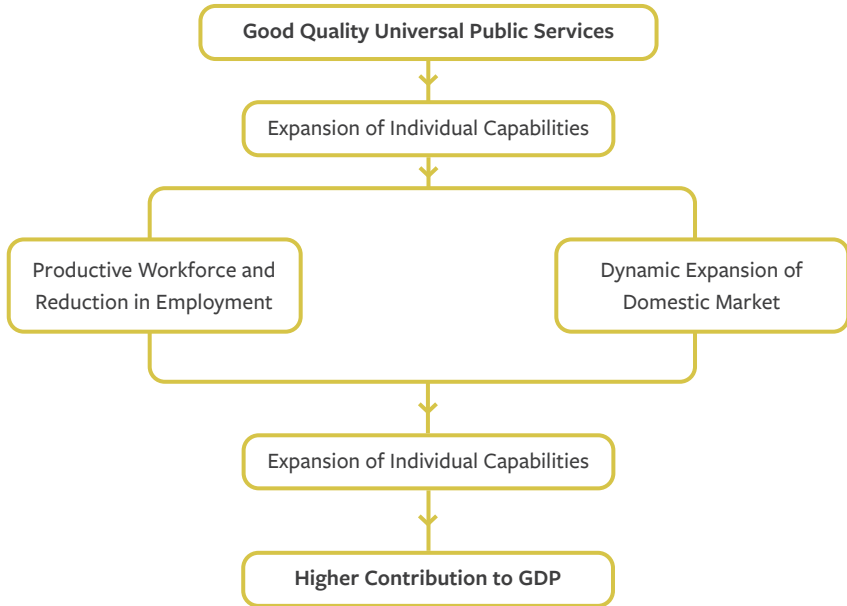 Good Quality Universal Public Services
Expansion of Individual Capabilities
Productive Workforce and
Reduction in Employment
Dynamic Expansion of
Domestic Market
Expansion of Individual Capabilities
Higher Contribution to GDP